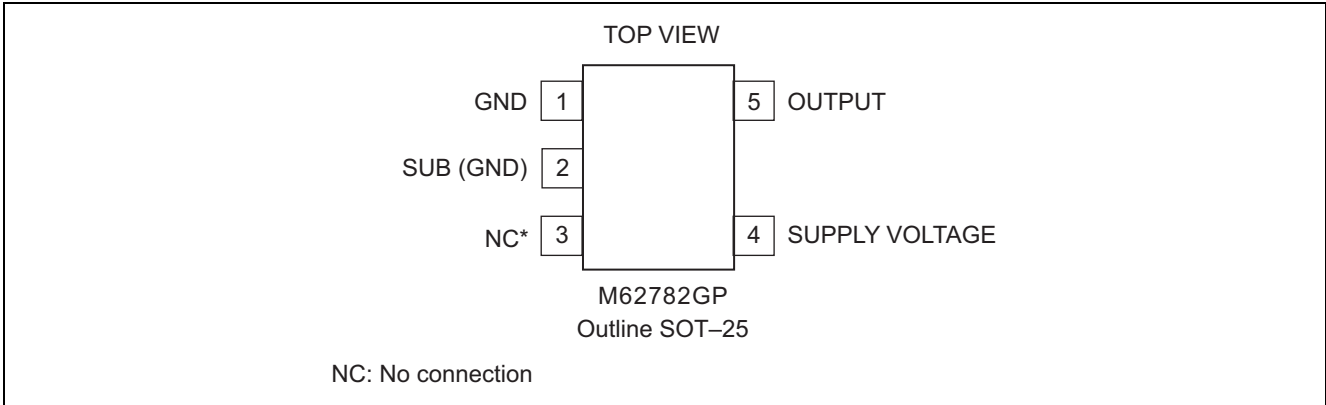 TOP VIEW
GND 1 5 OUTPUT
SUB (GND) 2
NC* 3 4 SUPPLY VOLTAGE
M62782GP
Outline SOT–25
NC: No connection